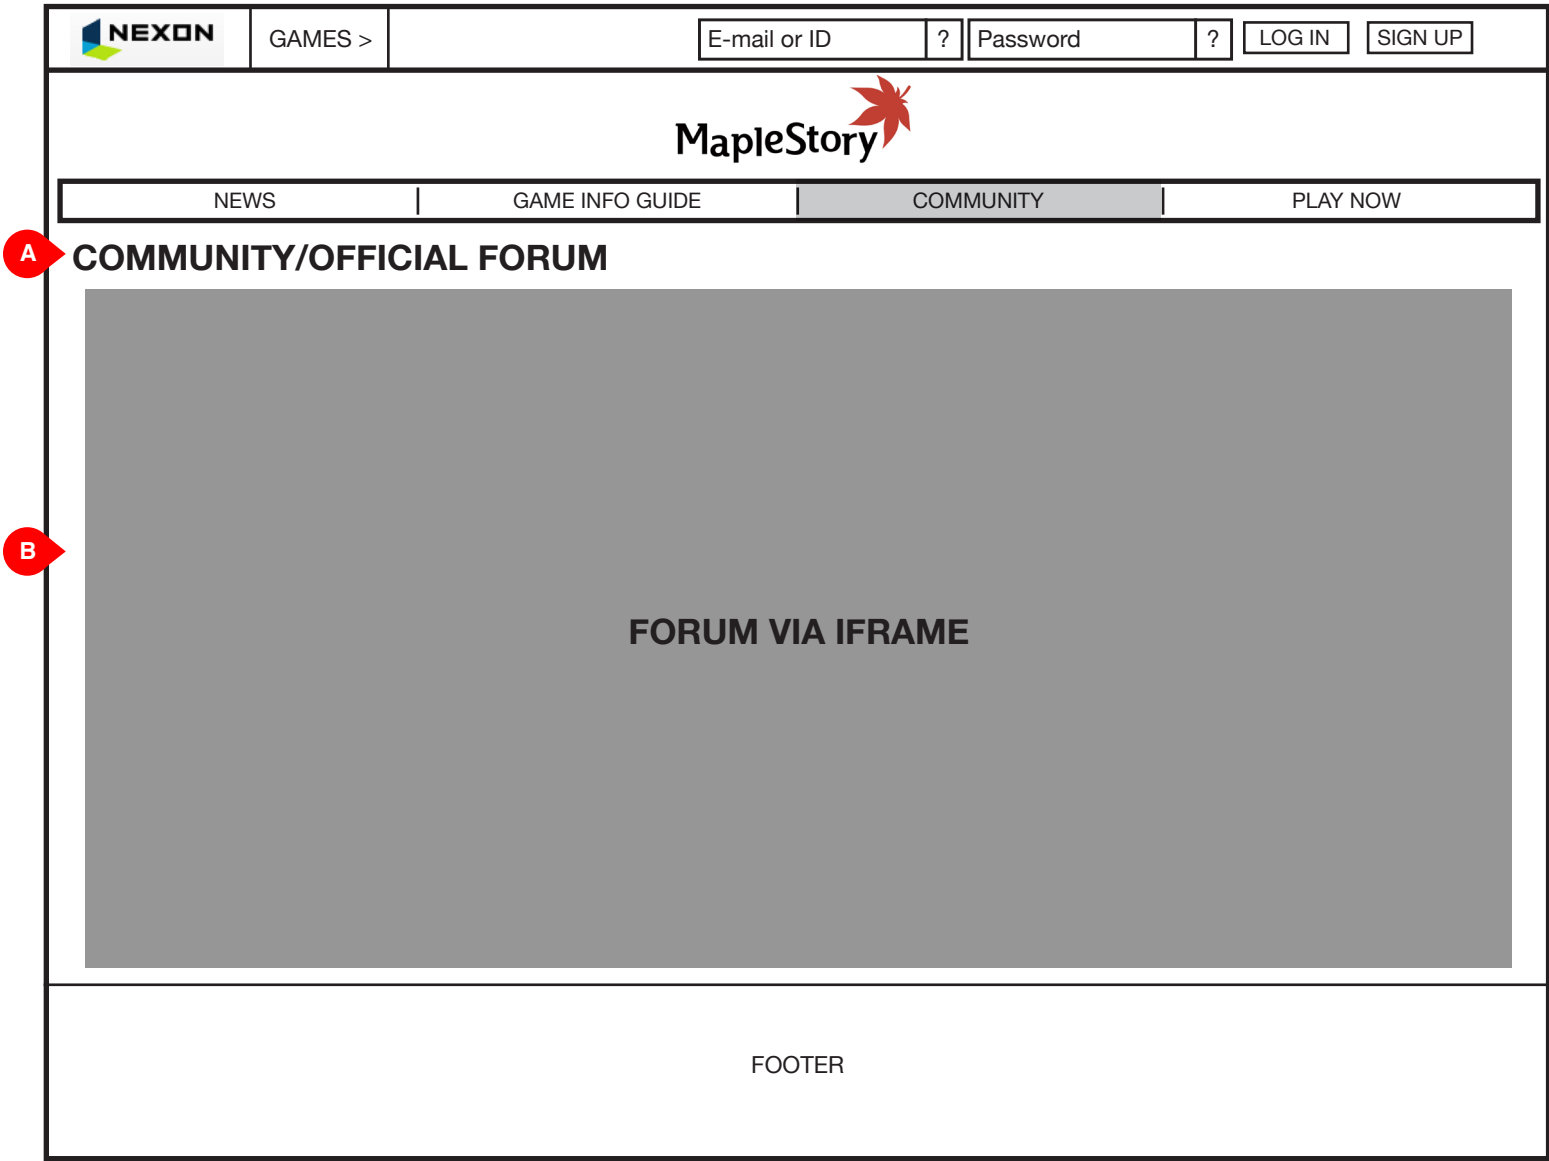 NEXON GAMES > E-mail or ID ? Password ? LOG IN SIGN UP
MapleStory
NEWS GAME INFO GUIDE COMMUNITY PLAY NOW
A COMMUNITY/OFFICIAL FORUM
B
FORUM VIA IFRAME
FOOTER